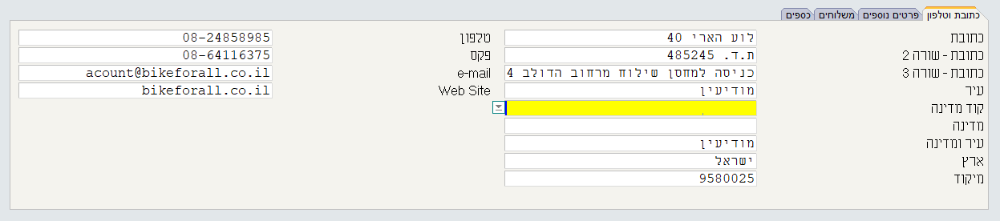 כתובת וטלפון פרטים נוספים משלוחים כספים
כתובת לוע הארי 40 טלפון 08-24858985
כתובת - שורה 2 ת.ד. 485245 פקס 08-64116375
כתובת - שורה 3 כניסה למחסן שילוח מרחוב הדולב 4 e-mail acount@bikeforall.co.il
עיר מודיעין Web Site bikeforall.co.il
קוד מדינה
מדינה
עיר ומדינה מודיעין
ארץ ישראל
מיקוד 9580025